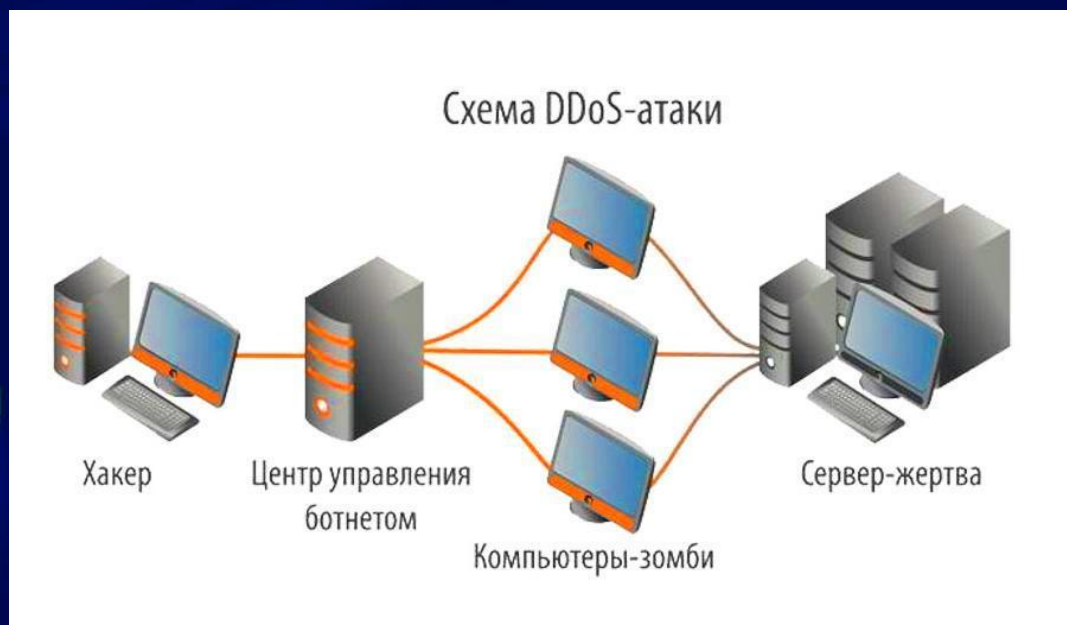 Схема DDoS-атаки
Хакер
Центр управления
ботнетом
Компьютеры-зомби
Сервер-жертва